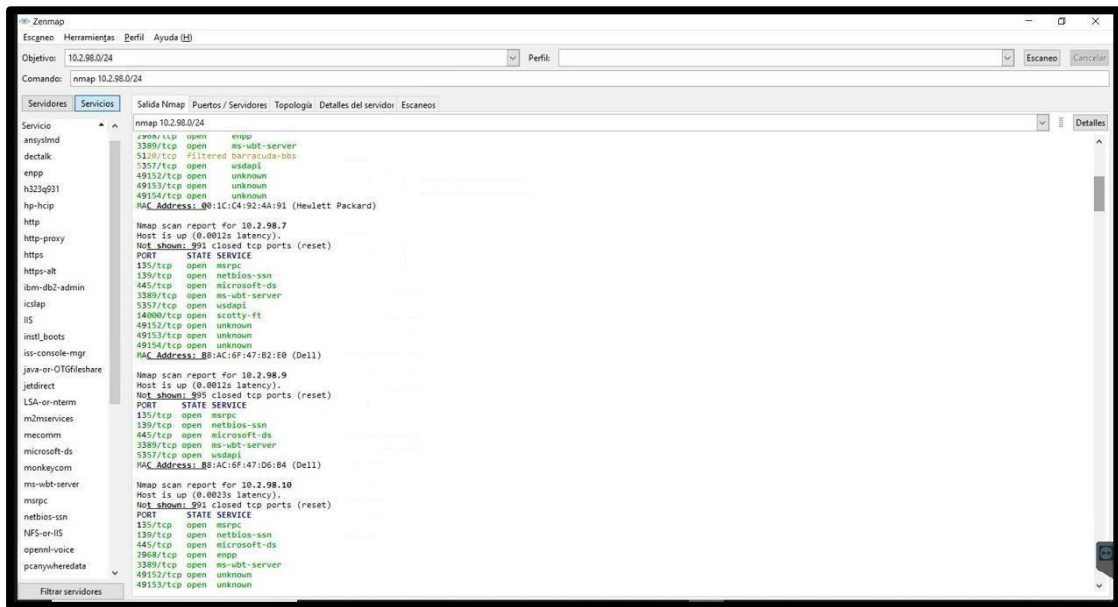 Zenmap
Escaneo Herramientas Perfil Ayuda (H)
Objetivo: 10.2.98.0/24 Perfil: Escaneo Cancelar
Comando: nmap 10.2.98.0/24
Servidores Servicios
Salida Nmap Puertos / Servidores Topología Detalles del servidor Escaneos
Servicio
ansyslmd
dectalk
enpp
h323q931
hp-hcip
http
http-proxy
https
https-alt
ibm-db2-admin
icslap
IIS
instl_boots
iss-console-mgr
java-or-OTGfileshare
jetdirect
LSA-or-nterm
m2mservices
mecomm
microsoft-ds
monkeycom
ms-wbt-server
msrpc
netbios-ssn
NFS-or-IIS
opennl-voice
pcanywheredata
Filtrar servidores
nmap 10.2.98.0/24 Detalles
2968/tcp open enpp
3389/tcp open ms-wbt-server
5120/tcp filtered barracuda-bbs
5357/tcp open wsdapi
49152/tcp open unknown
49153/tcp open unknown
49154/tcp open unknown
MAC Address: 00:1C:C4:92:4A:91 (Hewlett Packard)
Nmap scan report for 10.2.98.7
Host is up (0.0012s latency).
Not shown: 991 closed tcp ports (reset)
PORT STATE SERVICE
135/tcp open msrpc
139/tcp open netbios-ssn
445/tcp open microsoft-ds
3389/tcp open ms-wbt-server
5357/tcp open wsdapi
14000/tcp open scotty-ft
49152/tcp open unknown
49153/tcp open unknown
49154/tcp open unknown
MAC Address: B8:AC:6F:47:B2:E0 (Dell)
Nmap scan report for 10.2.98.9
Host is up (0.0012s latency).
Not shown: 995 closed tcp ports (reset)
PORT STATE SERVICE
135/tcp open msrpc
139/tcp open netbios-ssn
445/tcp open microsoft-ds
3389/tcp open ms-wbt-server
5357/tcp open wsdapi
MAC Address: B8:AC:6F:47:D6:B4 (Dell)
Nmap scan report for 10.2.98.10
Host is up (0.0023s latency).
Not shown: 991 closed tcp ports (reset)
PORT STATE SERVICE
135/tcp open msrpc
139/tcp open netbios-ssn
445/tcp open microsoft-ds
2968/tcp open enpp
3389/tcp open ms-wbt-server
49152/tcp open unknown
49153/tcp open unknown